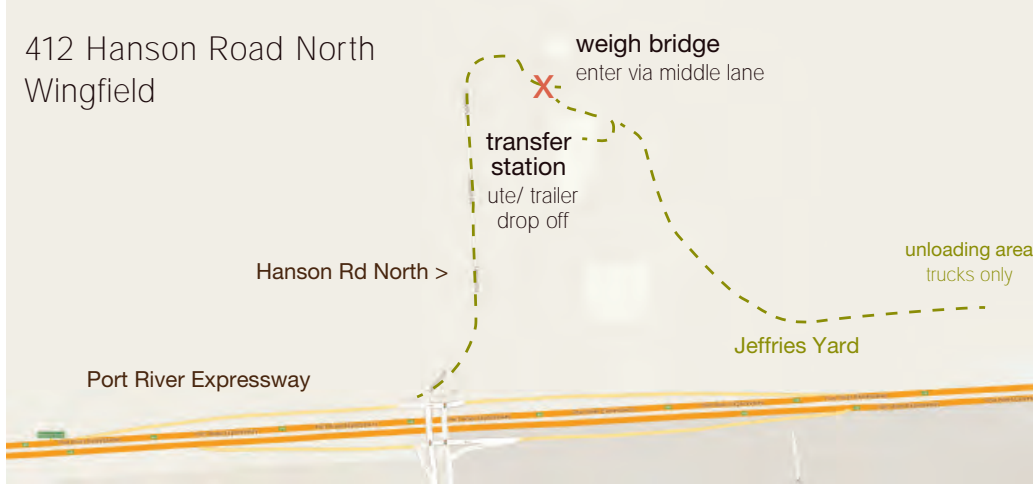 412 Hanson Road North
Wingfield
weigh bridge
enter via middle lane
X
transfer
station
ute/ trailer
drop off
Hanson Rd North >
unloading area
trucks only
Jeffries Yard
Port River Expressway